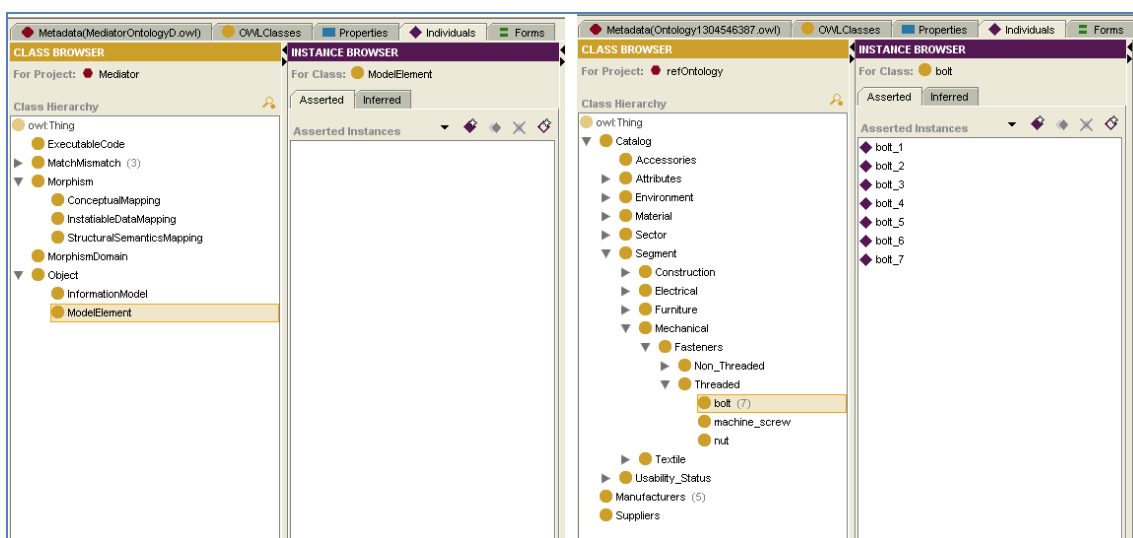 Metadata(MediatorOntologyD.owl) OWLClasses Properties Individuals Forms
CLASS BROWSER
For Project: Mediator
Class Hierarchy
owl:Thing
ExecutableCode
MatchMismatch (3)
Morphism
ConceptualMapping
InstatiableDataMapping
StructuralSemanticsMapping
MorphismDomain
Object
InformationModel
ModelElement
INSTANCE BROWSER
For Class: ModelElement
Asserted Inferred
Asserted Instances
Metadata(Ontology1304546387.owl) OWLClasses Properties Individuals Forms
CLASS BROWSER
For Project: refOntology
Class Hierarchy
owl:Thing
Catalog
Accessories
Attributes
Environment
Material
Sector
Segment
Construction
Electrical
Furniture
Mechanical
Fasteners
Non_Threaded
Threaded
bolt (7)
machine_screw
nut
Textile
Usability_Status
Manufacturers (5)
Suppliers
INSTANCE BROWSER
For Class: bolt
Asserted Inferred
Asserted Instances
bolt_1
bolt_2
bolt_3
bolt_4
bolt_5
bolt_6
bolt_7